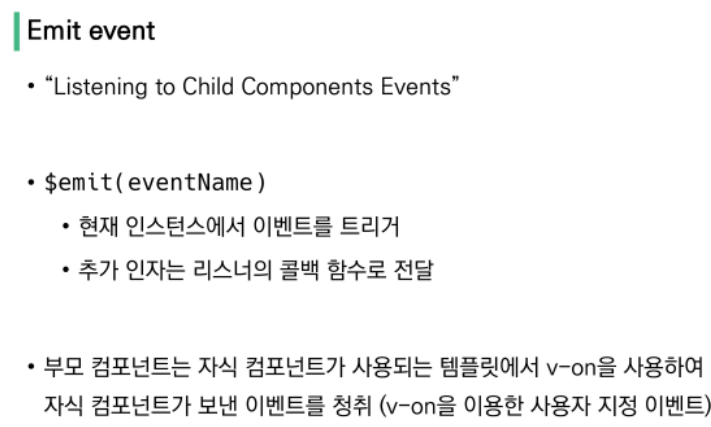 Emit event
• “Listening to Child Components Events”
• $emit(eventName)
• 현재 인스턴스에서 이벤트를 트리거
• 추가 인자는 리스너의 콜백 함수로 전달
• 부모 컴포넌트는 자식 컴포넌트가 사용되는 템플릿에서 v-on을 사용하여
자식 컴포넌트가 보낸 이벤트를 청취 (v-on을 이용한 사용자 지정 이벤트)